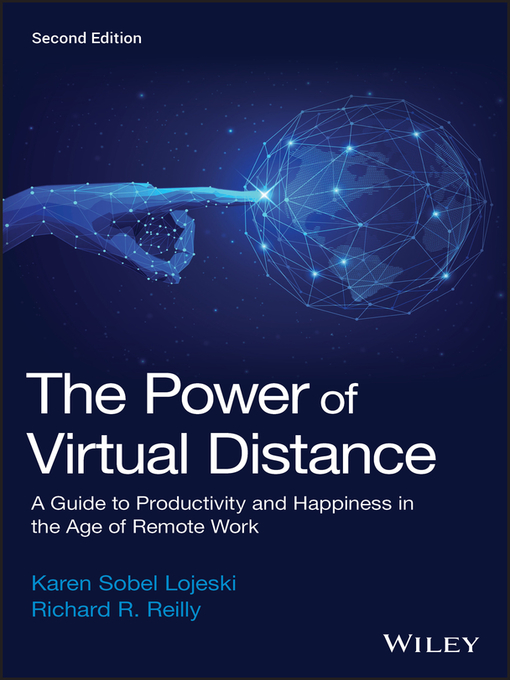 Second Edition
The Power of
Virtual Distance
A Guide to Productivity and Happiness in
the Age of Remote Work
Karen Sobel Lojeski
Richard R. Reilly
WILEY